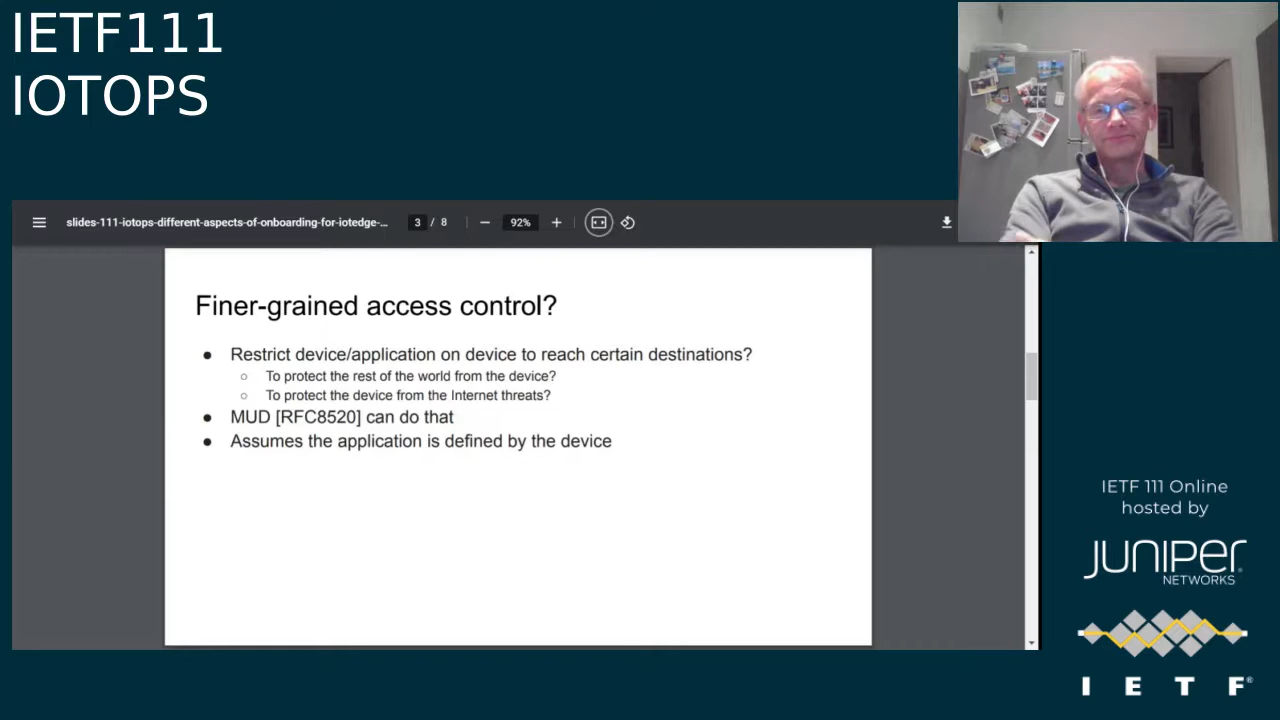 IETF111
IOTOPS
slides-111-iotops-different-aspects-of-onboarding-for-iotedge-...
3 / 8
92%
Finer-grained access control?
● Restrict device/application on device to reach certain destinations?
○ To protect the rest of the world from the device?
○ To protect the device from the Internet threats?
● MUD [RFC8520] can do that
● Assumes the application is defined by the device
IETF 111 Online
hosted by
JUNIPER
NETWORKS
I E T F®